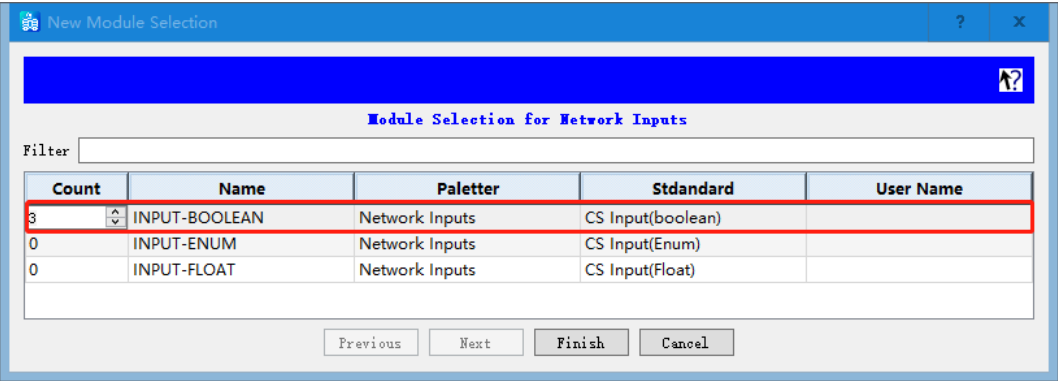 New Module Selection ? x
?
Module Selection for Network Inputs
Filter
Count Name Paletter Stdandard User Name
3 INPUT-BOOLEAN Network Inputs CS Input(boolean)
0 INPUT-ENUM Network Inputs CS Input(Enum)
0 INPUT-FLOAT Network Inputs CS Input(Float)
Previous Next Finish Cancel